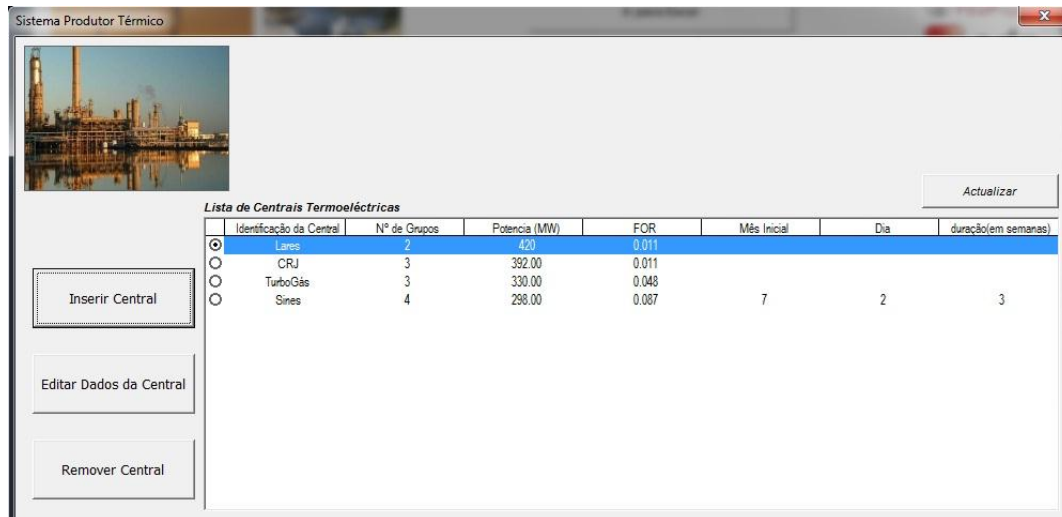 Sistema Produtor Térmico
x
Actualizar
Lista de Centrais Termoeléctricas
Identificação da Central Nº de Grupos Potencia (MW) FOR Mês Inicial Dia duração(em semanas)
Lares 2 420 0.011
CRJ 3 392.00 0.011
TurboGás 3 330.00 0.048
Sines 4 298.00 0.087 7 2 3
Inserir Central
Editar Dados da Central
Remover Central